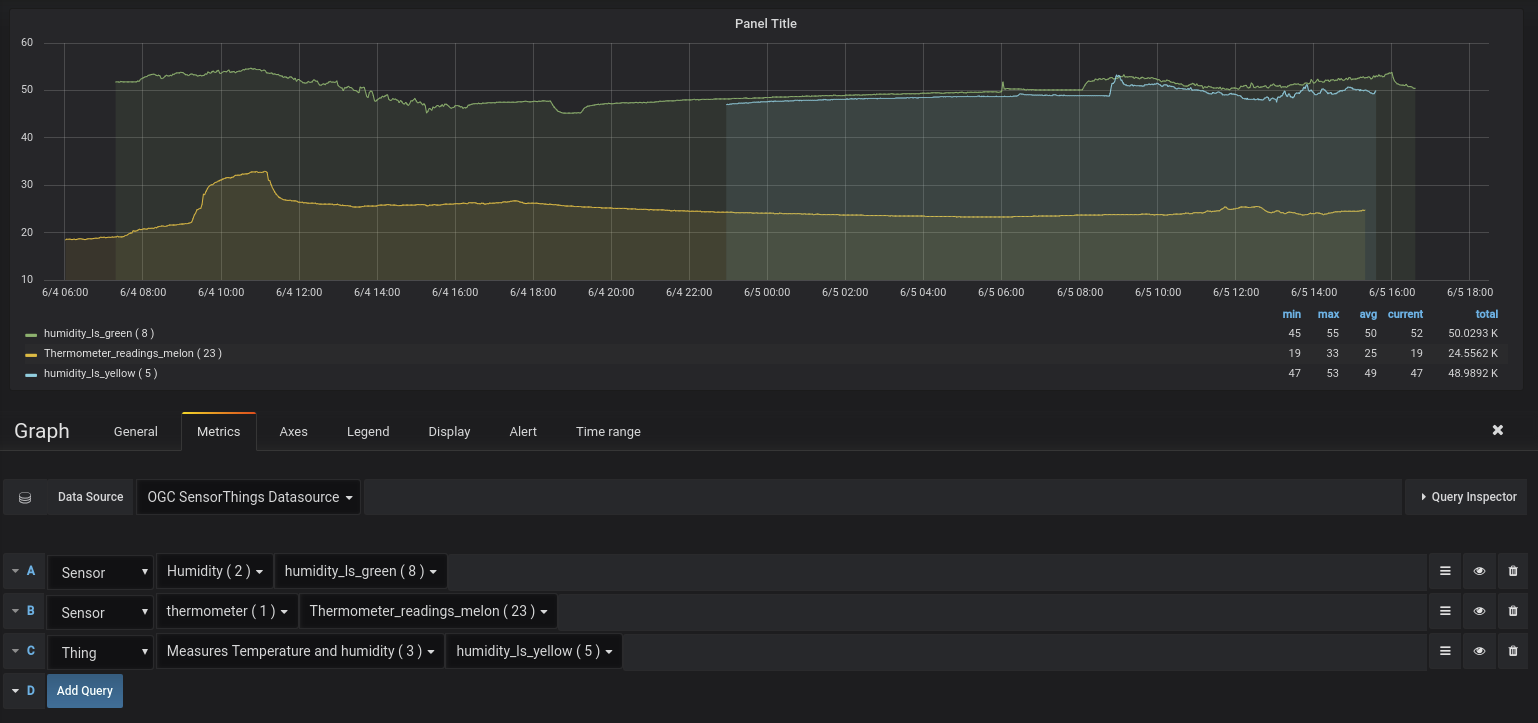 Panel Title
60
50
40
30
20
10
6/4 06:00 6/4 08:00 6/4 10:00 6/4 12:00 6/4 14:00 6/4 16:00 6/4 18:00 6/4 20:00 6/4 22:00 6/5 00:00 6/5 02:00 6/5 04:00 6/5 06:00 6/5 08:00 6/5 10:00 6/5 12:00 6/5 14:00 6/5 16:00 6/5 18:00
min max avg current total
humidity_ls_green ( 8 ) 45 55 50 52 50.0293 K
Thermometer_readings_melon ( 23 ) 19 33 25 19 24.5562 K
humidity_ls_yellow ( 5 ) 47 53 49 47 48.9892 K
Graph General Metrics Axes Legend Display Alert Time range
Data Source OGC SensorThings Datasource Query Inspector
A Sensor Humidity ( 2 ) humidity_ls_green ( 8 )
B Sensor thermometer ( 1 ) Thermometer_readings_melon ( 23 )
C Thing Measures Temperature and humidity ( 3 ) humidity_ls_yellow ( 5 )
D Add Query